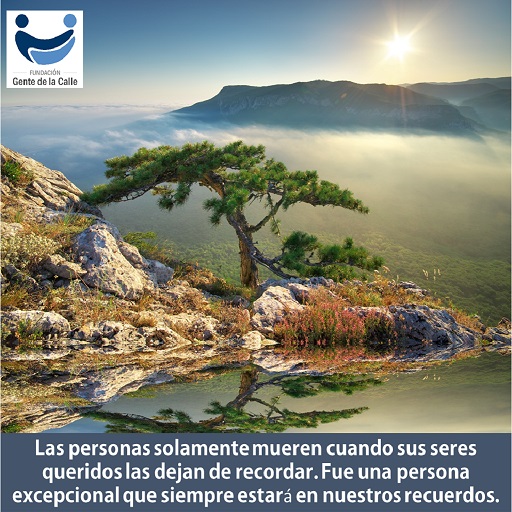 FUNDACIÓN
Gente de la Calle
Las personas solamente mueren cuando sus seres
queridos las dejan de recordar. Fue una persona
excepcional que siempre estará en nuestros recuerdos.